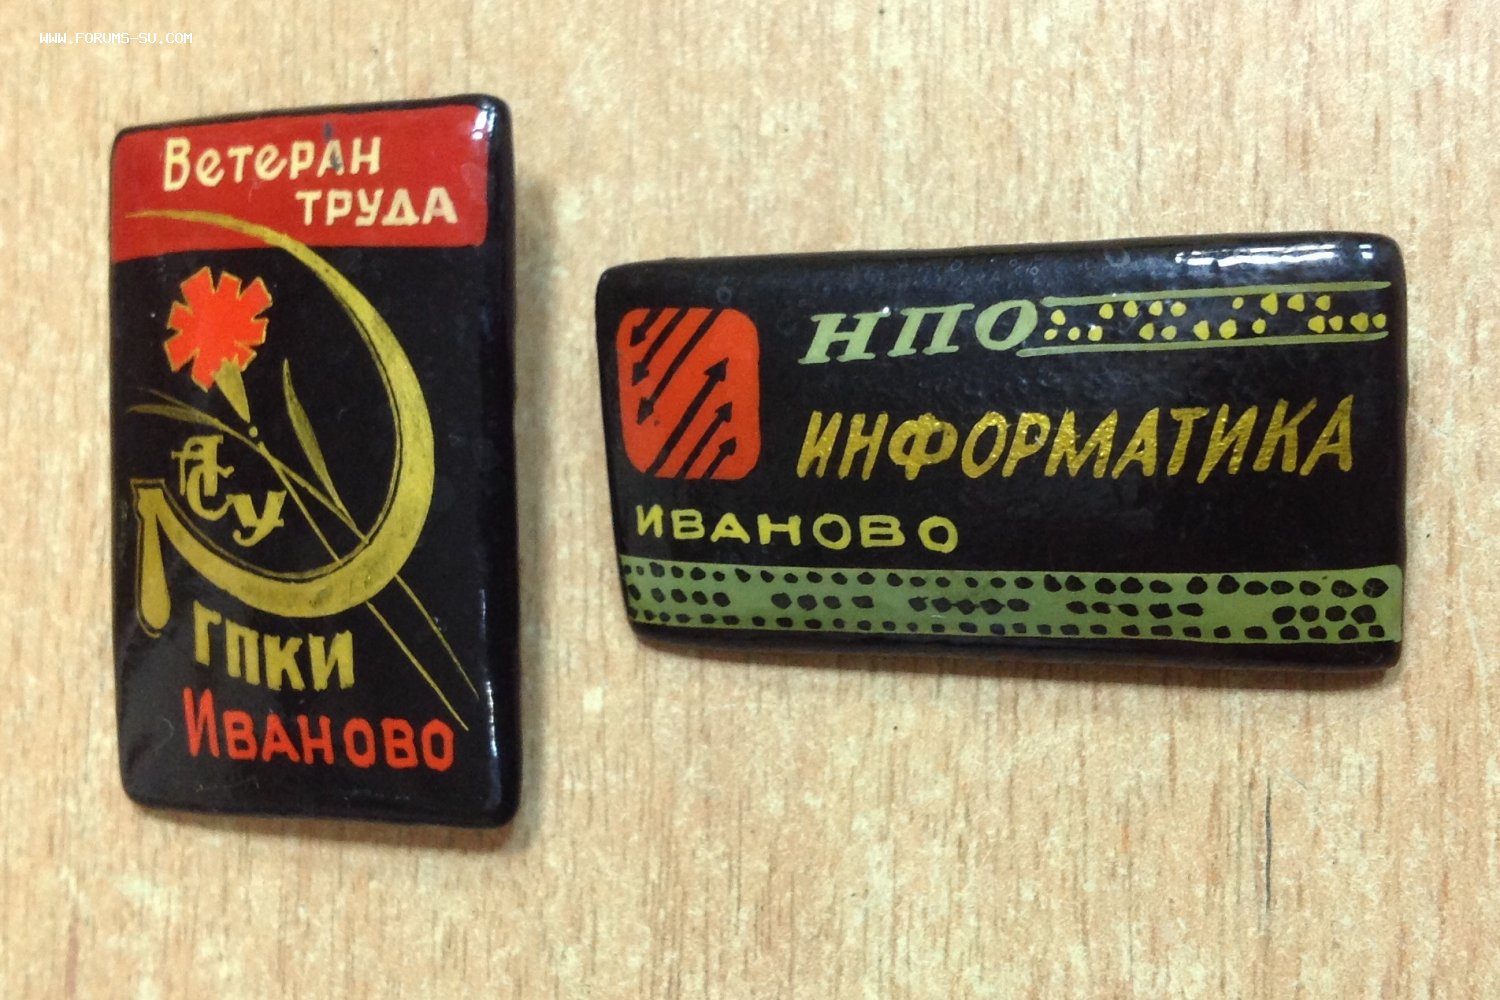 WWW.FORUMS-SU.COM
Ветеран
труда
АСУ
ГПКИ
Иваново
НПО
ИНФОРМАТИКА
ИВАНОВО